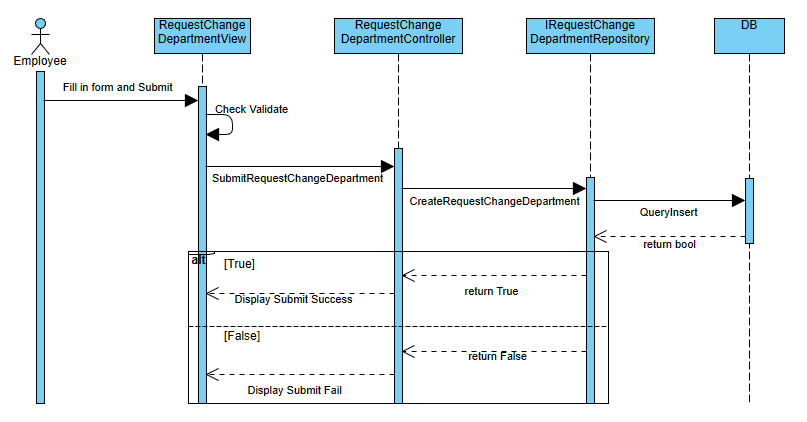 RequestChange
DepartmentView
RequestChange
DepartmentController
IRequestChange
DepartmentRepository
DB
Employee
Fill in form and Submit
Check Validate
SubmitRequestChangeDepartment
CreateRequestChangeDepartment
QueryInsert
return bool
alt
[True]
return True
Display Submit Success
[False]
return False
Display Submit Fail